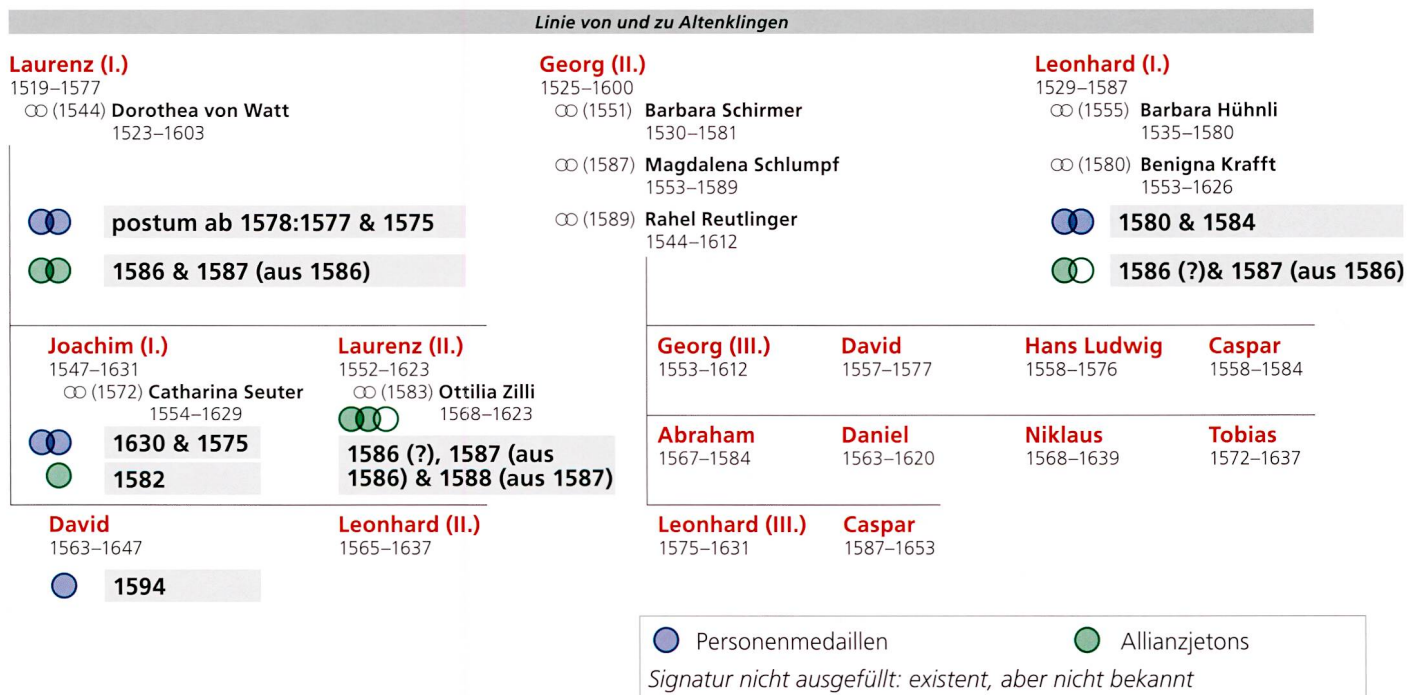 Linie von und zu Altenklingen
Laurenz (I.)
1519–1577
⚭ (1544) Dorothea von Watt
1523–1603
postum ab 1578:1577 & 1575
1586 & 1587 (aus 1586)
Georg (II.)
1525–1600
⚭ (1551) Barbara Schirmer
1530–1581
⚭ (1587) Magdalena Schlumpf
1553–1589
⚭ (1589) Rahel Reutlinger
1544–1612
Leonhard (I.)
1529–1587
⚭ (1555) Barbara Hühnli
1535–1580
⚭ (1580) Benigna Krafft
1553–1626
1580 & 1584
1586 (?)& 1587 (aus 1586)
Joachim (I.)
1547–1631
⚭ (1572) Catharina Seuter
1554–1629
1630 & 1575
1582
Laurenz (II.)
1552–1623
⚭ (1583) Ottilia Zilli
1568–1623
1586 (?), 1587 (aus
1586) & 1588 (aus 1587)
David
1563–1647
1594
Leonhard (II.)
1565–1637
Georg (III.)
1553–1612
David
1557–1577
Hans Ludwig
1558–1576
Caspar
1558–1584
Abraham
1567–1584
Daniel
1563–1620
Niklaus
1568–1639
Tobias
1572–1637
Leonhard (III.)
1575–1631
Caspar
1587–1653
Personenmedaillen
Allianzjetons
Signatur nicht ausgefüllt: existent, aber nicht bekannt